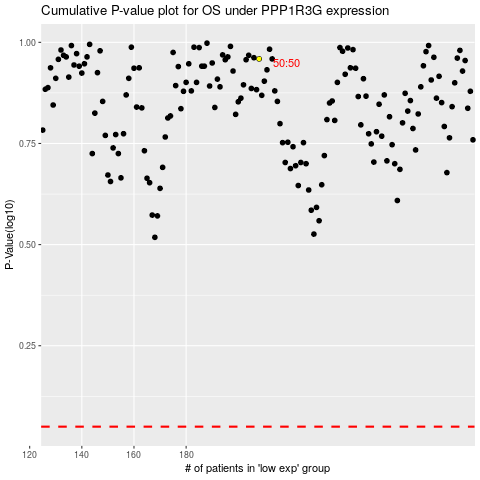 Cumulative P-value plot for OS under PPP1R3G expression
1.00
50:50
0.75
P-Value(log10)
0.50
0.25
120 140 160 180
# of patients in 'low exp' group